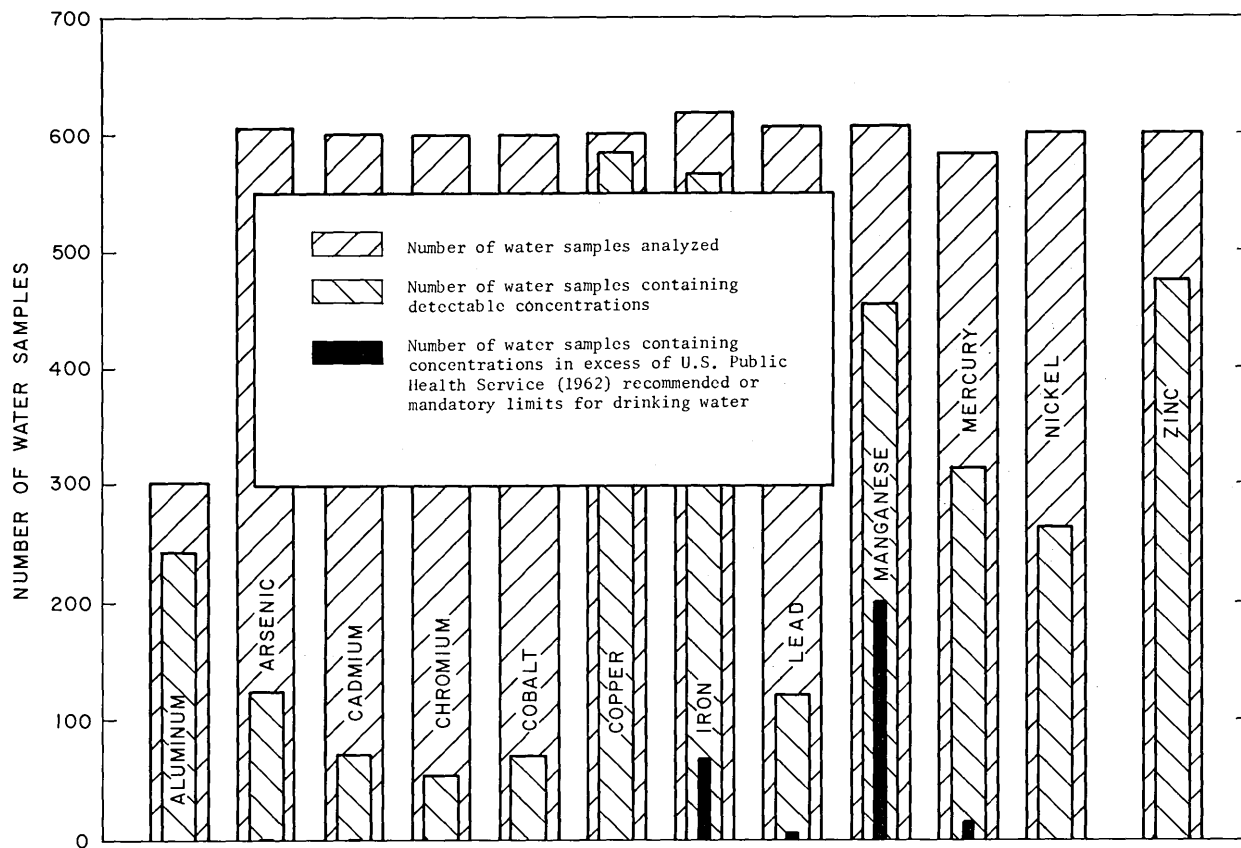 700
600
500
400
300
200
100
0
NUMBER OF WATER SAMPLES
Number of water samples analyzed
Number of water samples containing
detectable concentrations
Number of water samples containing
concentrations in excess of U.S. Public
Health Service (1962) recommended or
mandatory limits for drinking water
ALUMINUM
ARSENIC
CADMIUM
CHROMIUM
COBALT
COPPER
IRON
LEAD
MANGANESE
MERCURY
NICKEL
ZINC